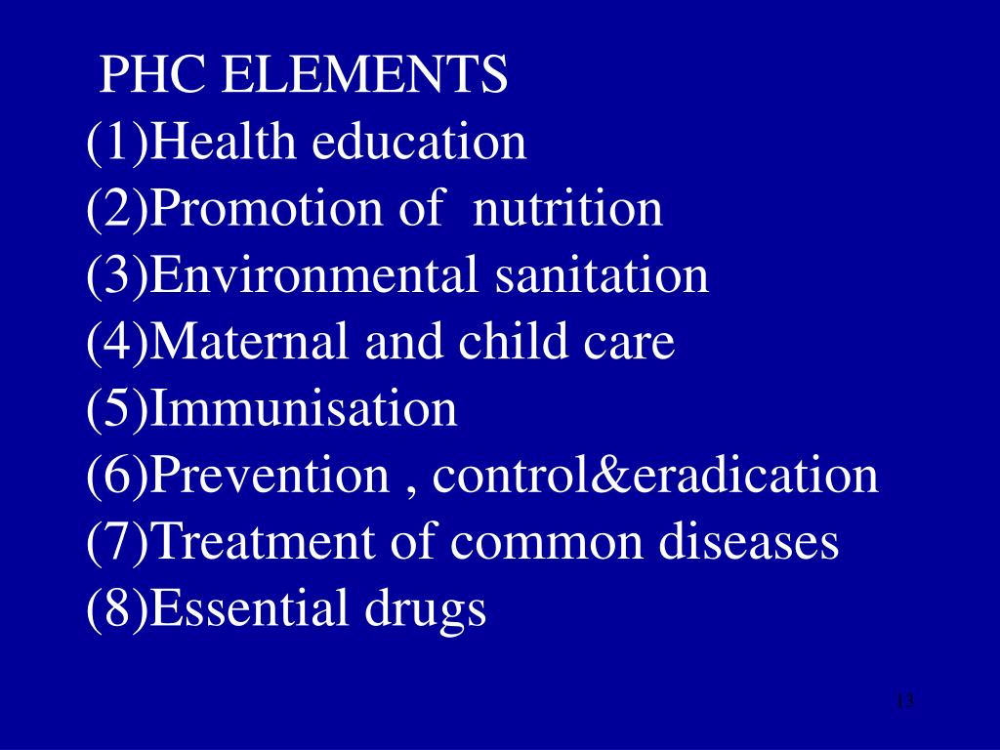 PHC ELEMENTS
(1)Health education
(2)Promotion of  nutrition
(3)Environmental sanitation
(4)Maternal and child care
(5)Immunisation
(6)Prevention , control&eradication
(7)Treatment of common diseases
(8)Essential drugs
13